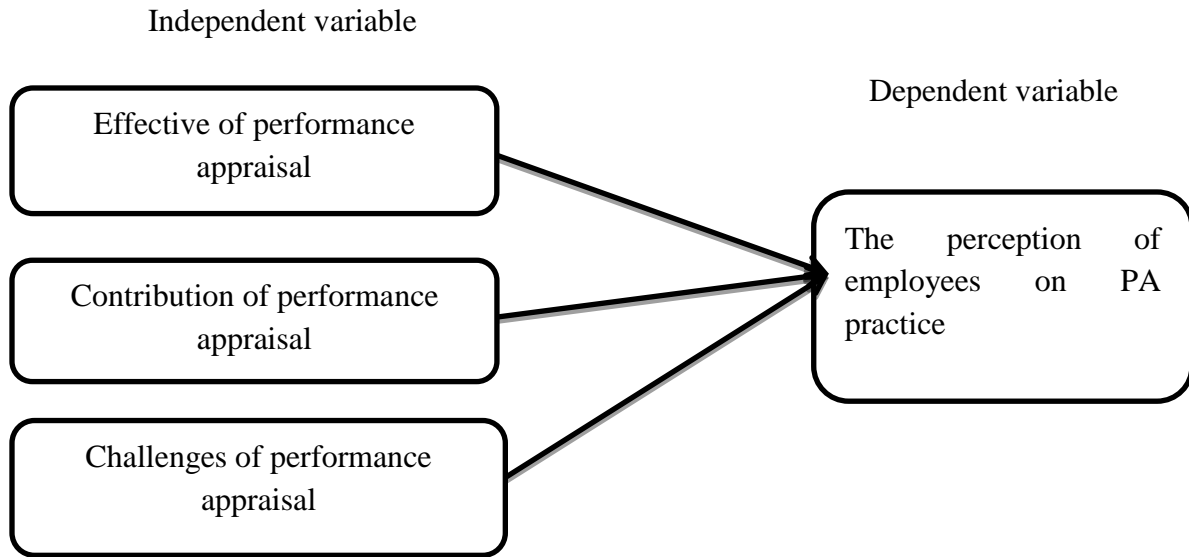 Independent variable
Effective of performance
appraisal
Contribution of performance
appraisal
Challenges of performance
appraisal
Dependent variable
The perception of
employees on PA
practice